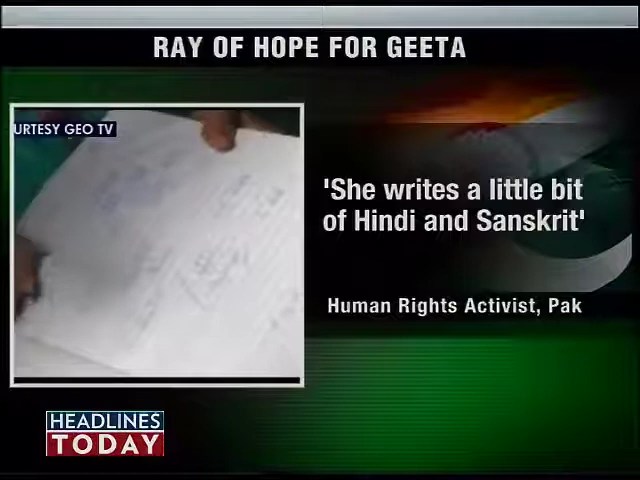 RAY OF HOPE FOR GEETA
URTESY GEO TV
'She writes a little bit
of Hindi and Sanskrit'
Human Rights Activist, Pak
HEADLINES
TODAY